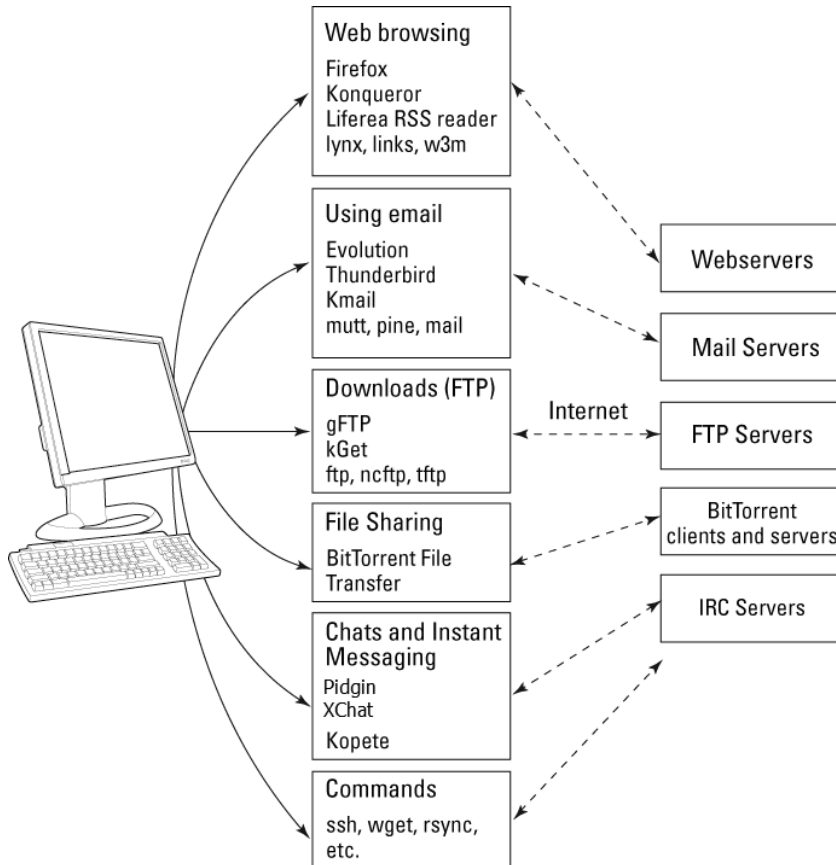 Web browsing
Firefox
Konqueror
Liferea RSS reader
lynx, links, w3m
Using email
Evolution
Thunderbird
Kmail
mutt, pine, mail
Downloads (FTP)
gFTP
kGet
ftp, ncftp, tftp
File Sharing
BitTorrent File
Transfer
Chats and Instant
Messaging
Pidgin
XChat
Kopete
Commands
ssh, wget, rsync,
etc.
Internet
Webservers
Mail Servers
FTP Servers
BitTorrent
clients and servers
IRC Servers